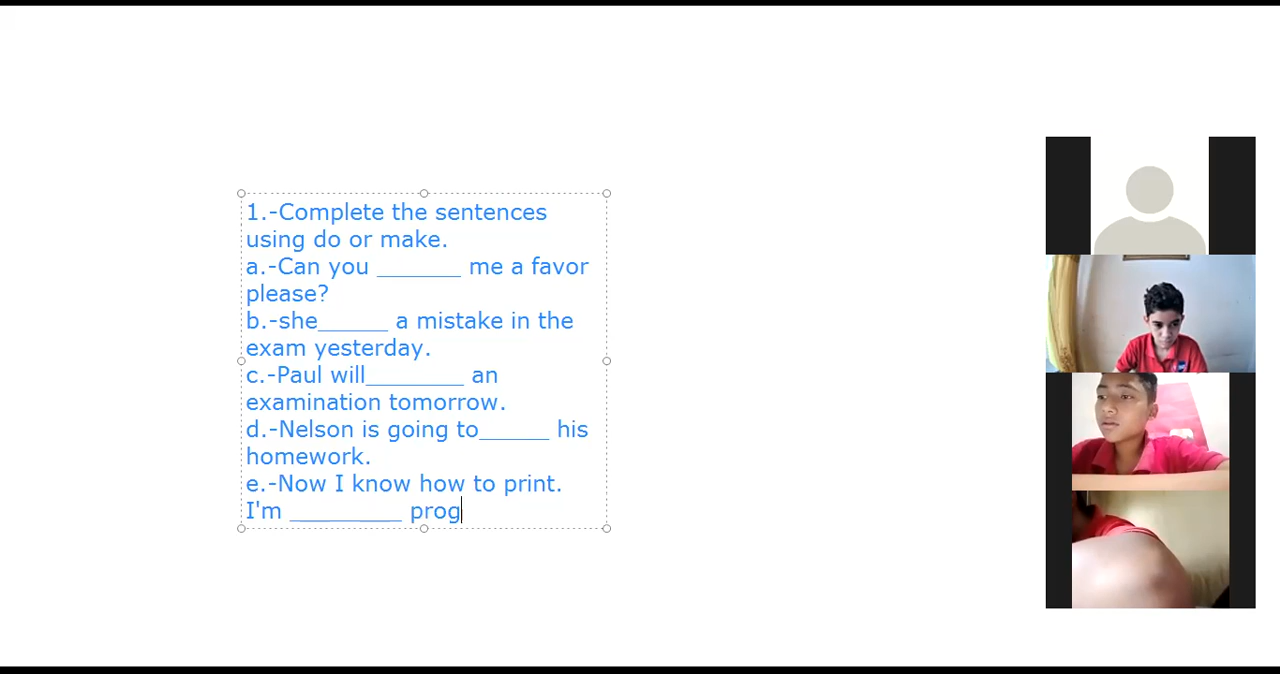 1.-Complete the sentences
using do or make.
a.-Can you _______ me a favor
please?
b.-she______ a mistake in the
exam yesterday.
c.-Paul will________ an
examination tomorrow.
d.-Nelson is going to______ his
homework.
e.-Now I know how to print.
I'm _________ prog